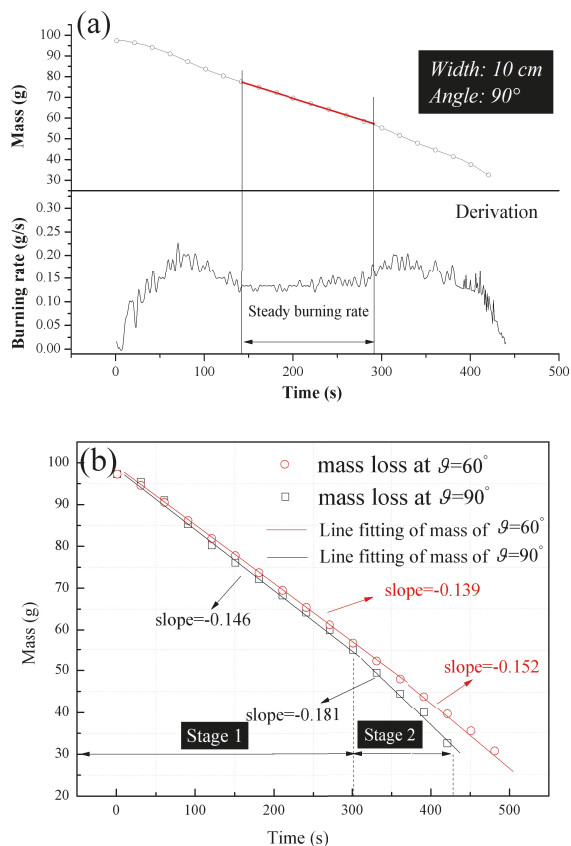 (a)
Width: 10 cm
Angle: 90°
Mass (g)
100
90
80
70
60
50
40
30
Derivation
Burning rate (g/s)
0.30
0.25
0.20
0.15
0.10
0.05
0.00
Steady burning rate
0 100 200 300 400 500
Time (s)
(b)
mass loss at ϑ=60°
mass loss at ϑ=90°
Line fitting of mass of ϑ=60°
Line fitting of mass of ϑ=90°
Mass (g)
100
90
80
70
60
50
40
30
20
slope=-0.139
slope=-0.146
slope=-0.152
slope=-0.181
Stage 1
Stage 2
0 100 200 300 400 500
Time (s)